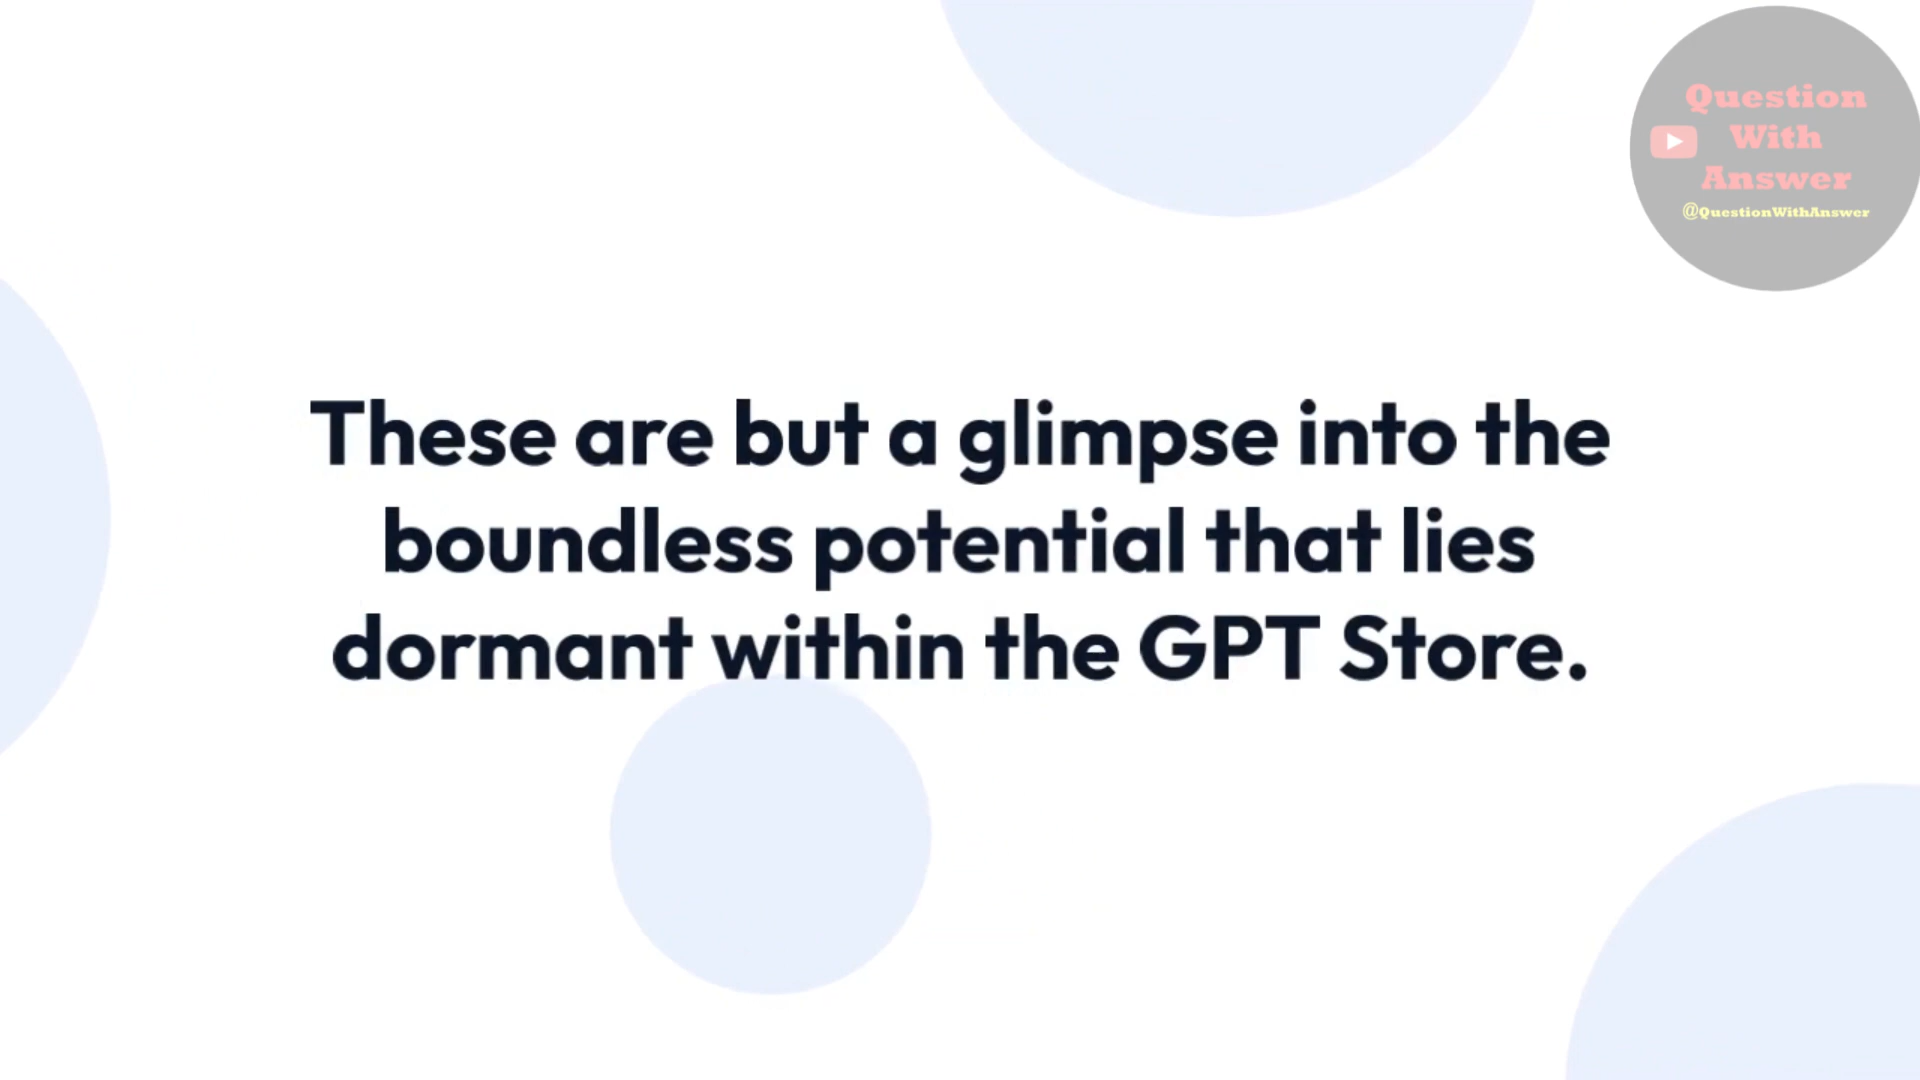 Question
With
Answer
@QuestionWithAnswer
These are but a glimpse into the
boundless potential that lies
dormant within the GPT Store.